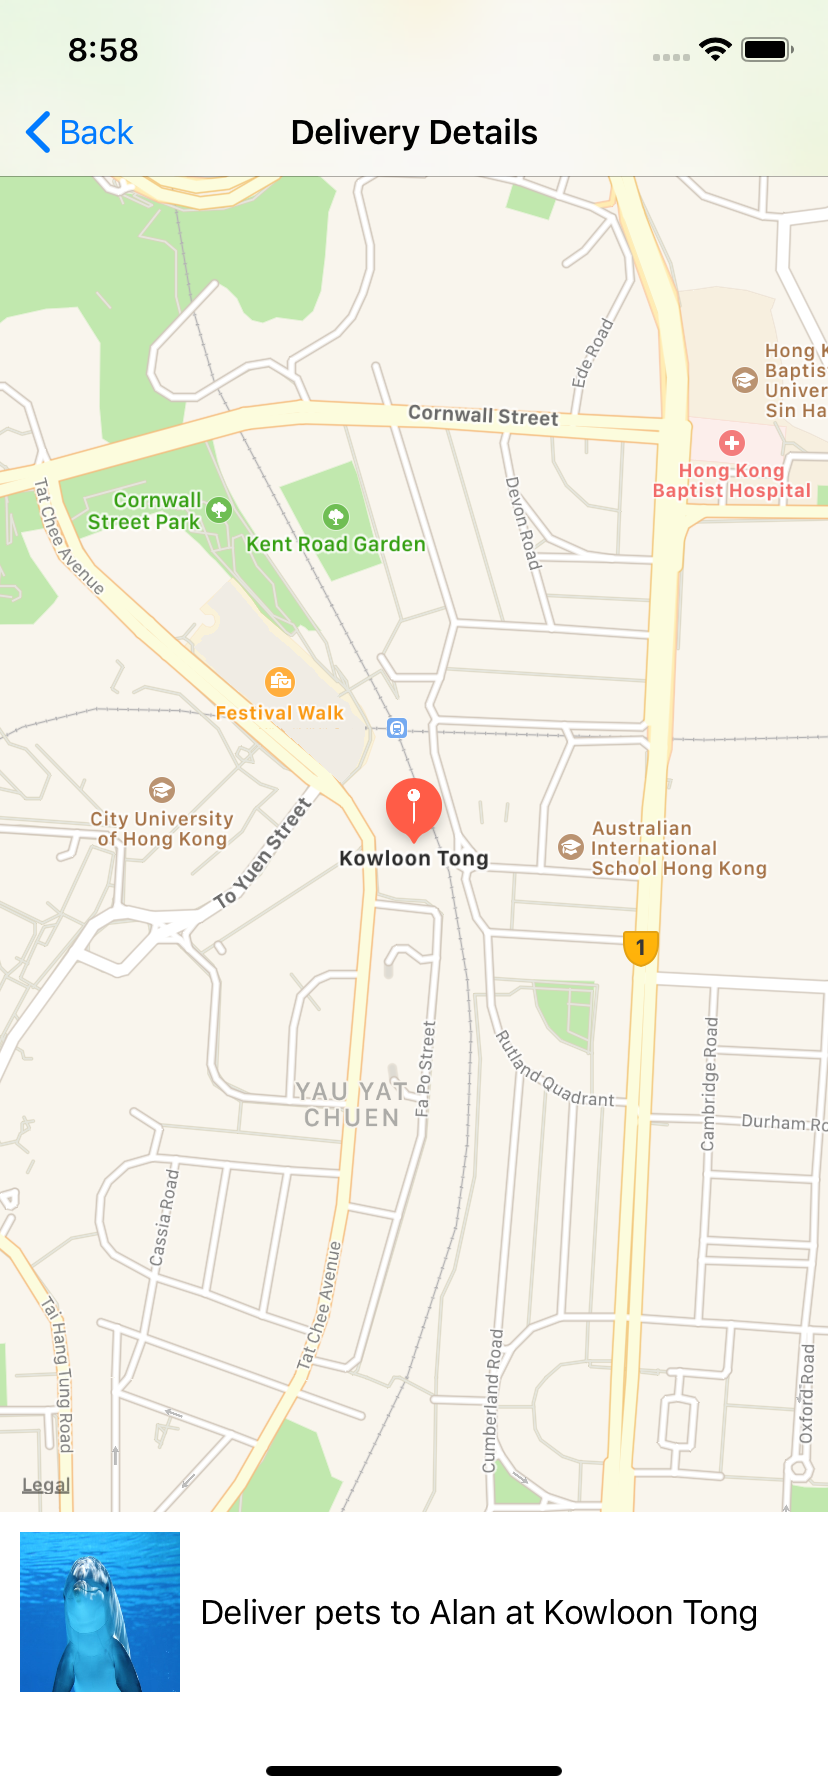 8:58
Back
Delivery Details
Ede Road
Hong K
Baptis
Univer
Sin Ha
Cornwall Street
Hong Kong
Baptist Hospital
Tat Chee Avenue
Cornwall
Street Park
Kent Road Garden
Devon Road
Festival Walk
City University
of Hong Kong
To Yuen Street
Kowloon Tong
Australian
International
School Hong Kong
1
Rutland Quadrant
Fa Po Street
Cambridge Road
YAU YAT
CHUEN
Durham Ro
Cassia Road
Tat Chee Avenue
Tai Hang Tung Road
Cumberland Road
Oxford Road
Legal
Deliver pets to Alan at Kowloon Tong